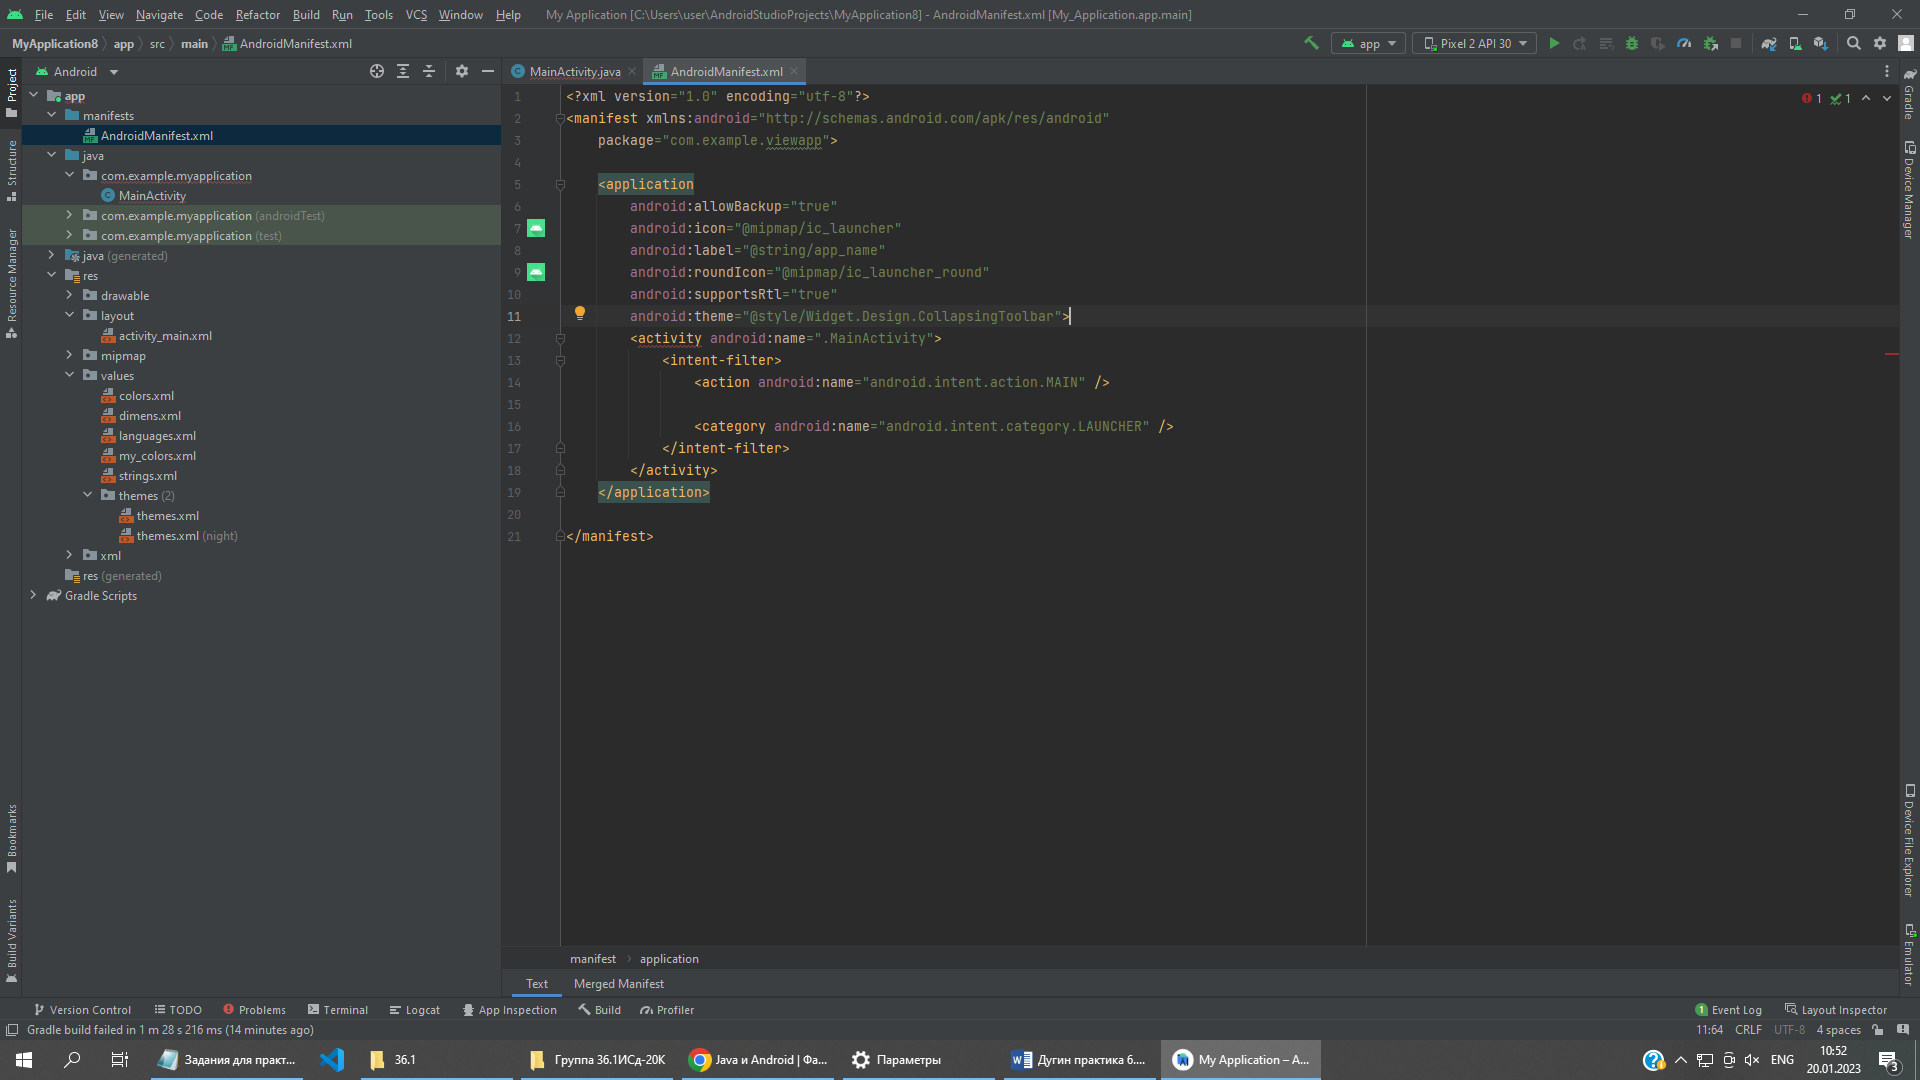 File Edit View Navigate Code Refactor Build Run Tools VCS Window Help My Application [C:\Users\user\AndroidStudioProjects\MyApplication8] - AndroidManifest.xml [My_Application.app.main]
MyApplication8 app src main AndroidManifest.xml app Pixel 2 API 30
Android
MainActivity.java AndroidManifest.xml
Project
Structure
Resource Manager
Bookmarks
Build Variants
app
manifests
AndroidManifest.xml
java
com.example.myapplication
MainActivity
com.example.myapplication (androidTest)
com.example.myapplication (test)
java (generated)
res
drawable
layout
activity_main.xml
mipmap
values
colors.xml
dimens.xml
languages.xml
my_colors.xml
strings.xml
themes (2)
themes.xml
themes.xml (night)
xml
res (generated)
Gradle Scripts
1 <?xml version="1.0" encoding="utf-8"?>
2 <manifest xmlns:android="http://schemas.android.com/apk/res/android"
3 package="com.example.viewapp">
4
5 <application
6 android:allowBackup="true"
7 android:icon="@mipmap/ic_launcher"
8 android:label="@string/app_name"
9 android:roundIcon="@mipmap/ic_launcher_round"
10 android:supportsRtl="true"
11 android:theme="@style/Widget.Design.CollapsingToolbar">
12 <activity android:name=".MainActivity">
13 <intent-filter>
14 <action android:name="android.intent.action.MAIN" />
15
16 <category android:name="android.intent.category.LAUNCHER" />
17 </intent-filter>
18 </activity>
19 </application>
20
21 </manifest>
1 1
Gradle
Device Manager
Device File Explorer
Emulator
manifest application
Text Merged Manifest
Version Control TODO Problems Terminal Logcat App Inspection Build Profiler 1 Event Log Layout Inspector
Gradle build failed in 1 m 28 s 216 ms (14 minutes ago) 11:64 CRLF UTF-8 4 spaces
Задания для практ... 36.1 Группа 36.1ИСд-20К Java и Android | Фа... Параметры Дугин практика 6.... My Application – A... ENG 10:52
20.01.2023 3